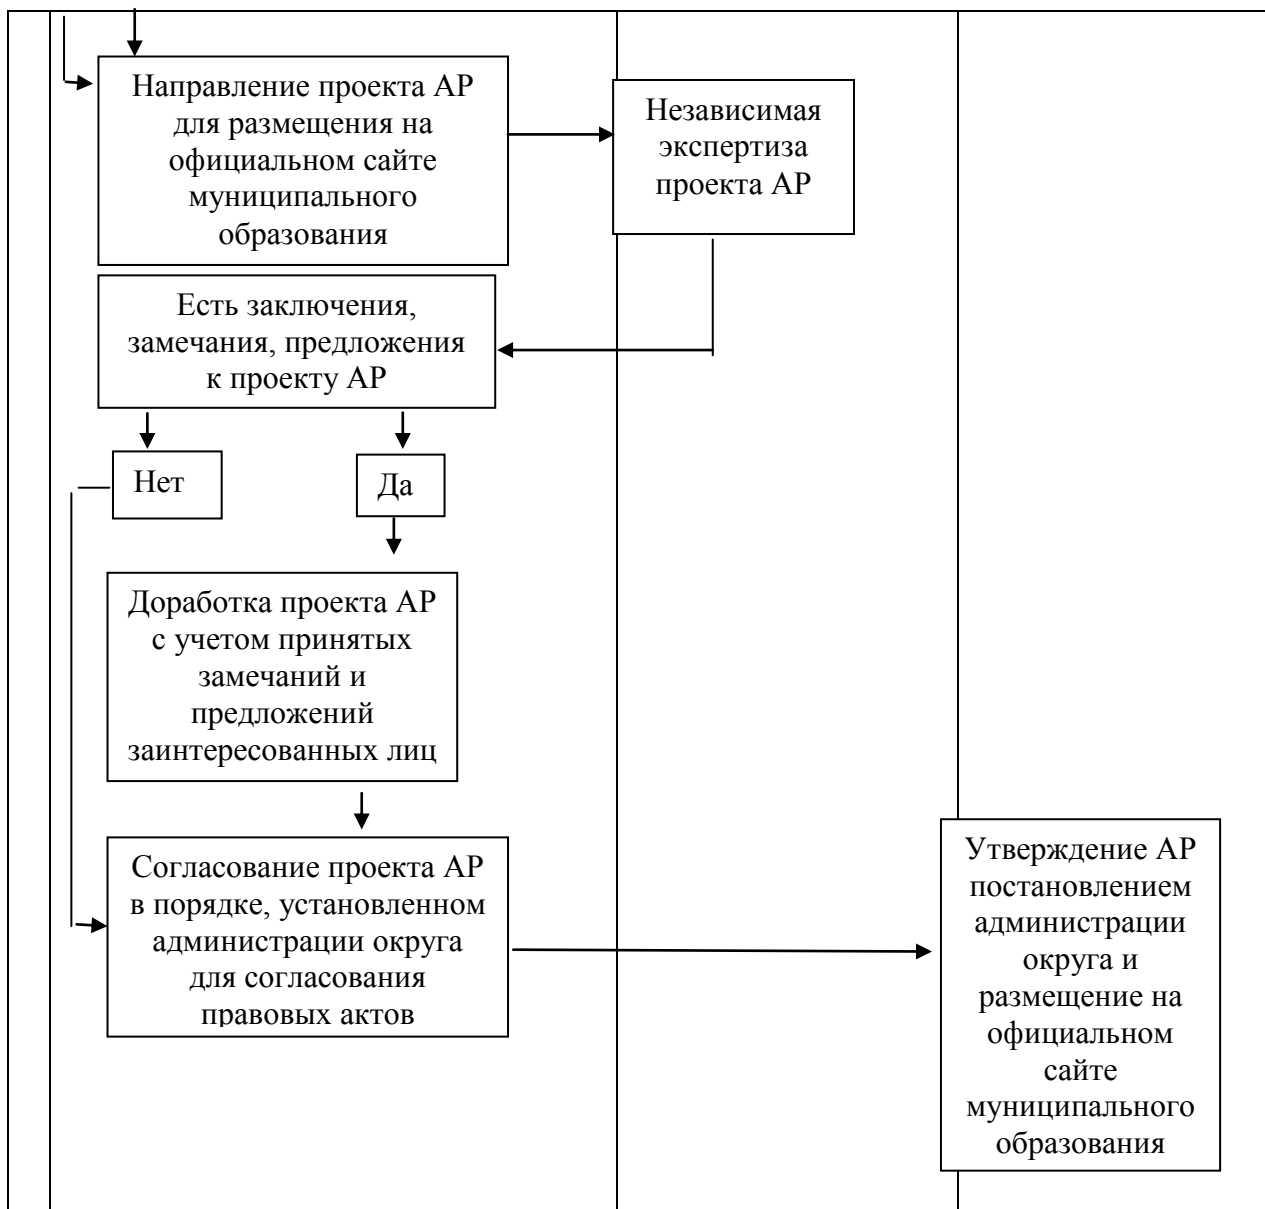 Направление проекта АР
для размещения на
официальном сайте
муниципального
образования
Независимая
экспертиза
проекта АР
Есть заключения,
замечания, предложения
к проекту АР
Нет
Да
Доработка проекта АР
с учетом принятых
замечаний и
предложений
заинтересованных лиц
Согласование проекта АР
в порядке, установленном
администрации округа
для согласования
правовых актов
Утверждение АР
постановлением
администрации
округа и
размещение на
официальном
сайте
муниципального
образования